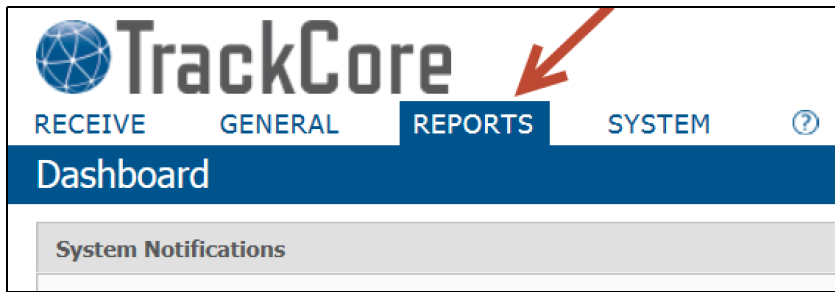 TrackCore
RECEIVE GENERAL REPORTS SYSTEM ?
Dashboard
System Notifications